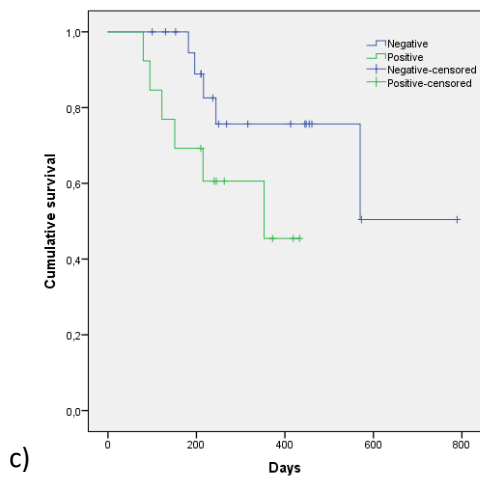 1,0
0,8
0,6
0,4
0,2
0,0
Cumulative survival
Negative
Positive
Negative-censored
Positive-censored
0
200
400
600
800
Days
c)